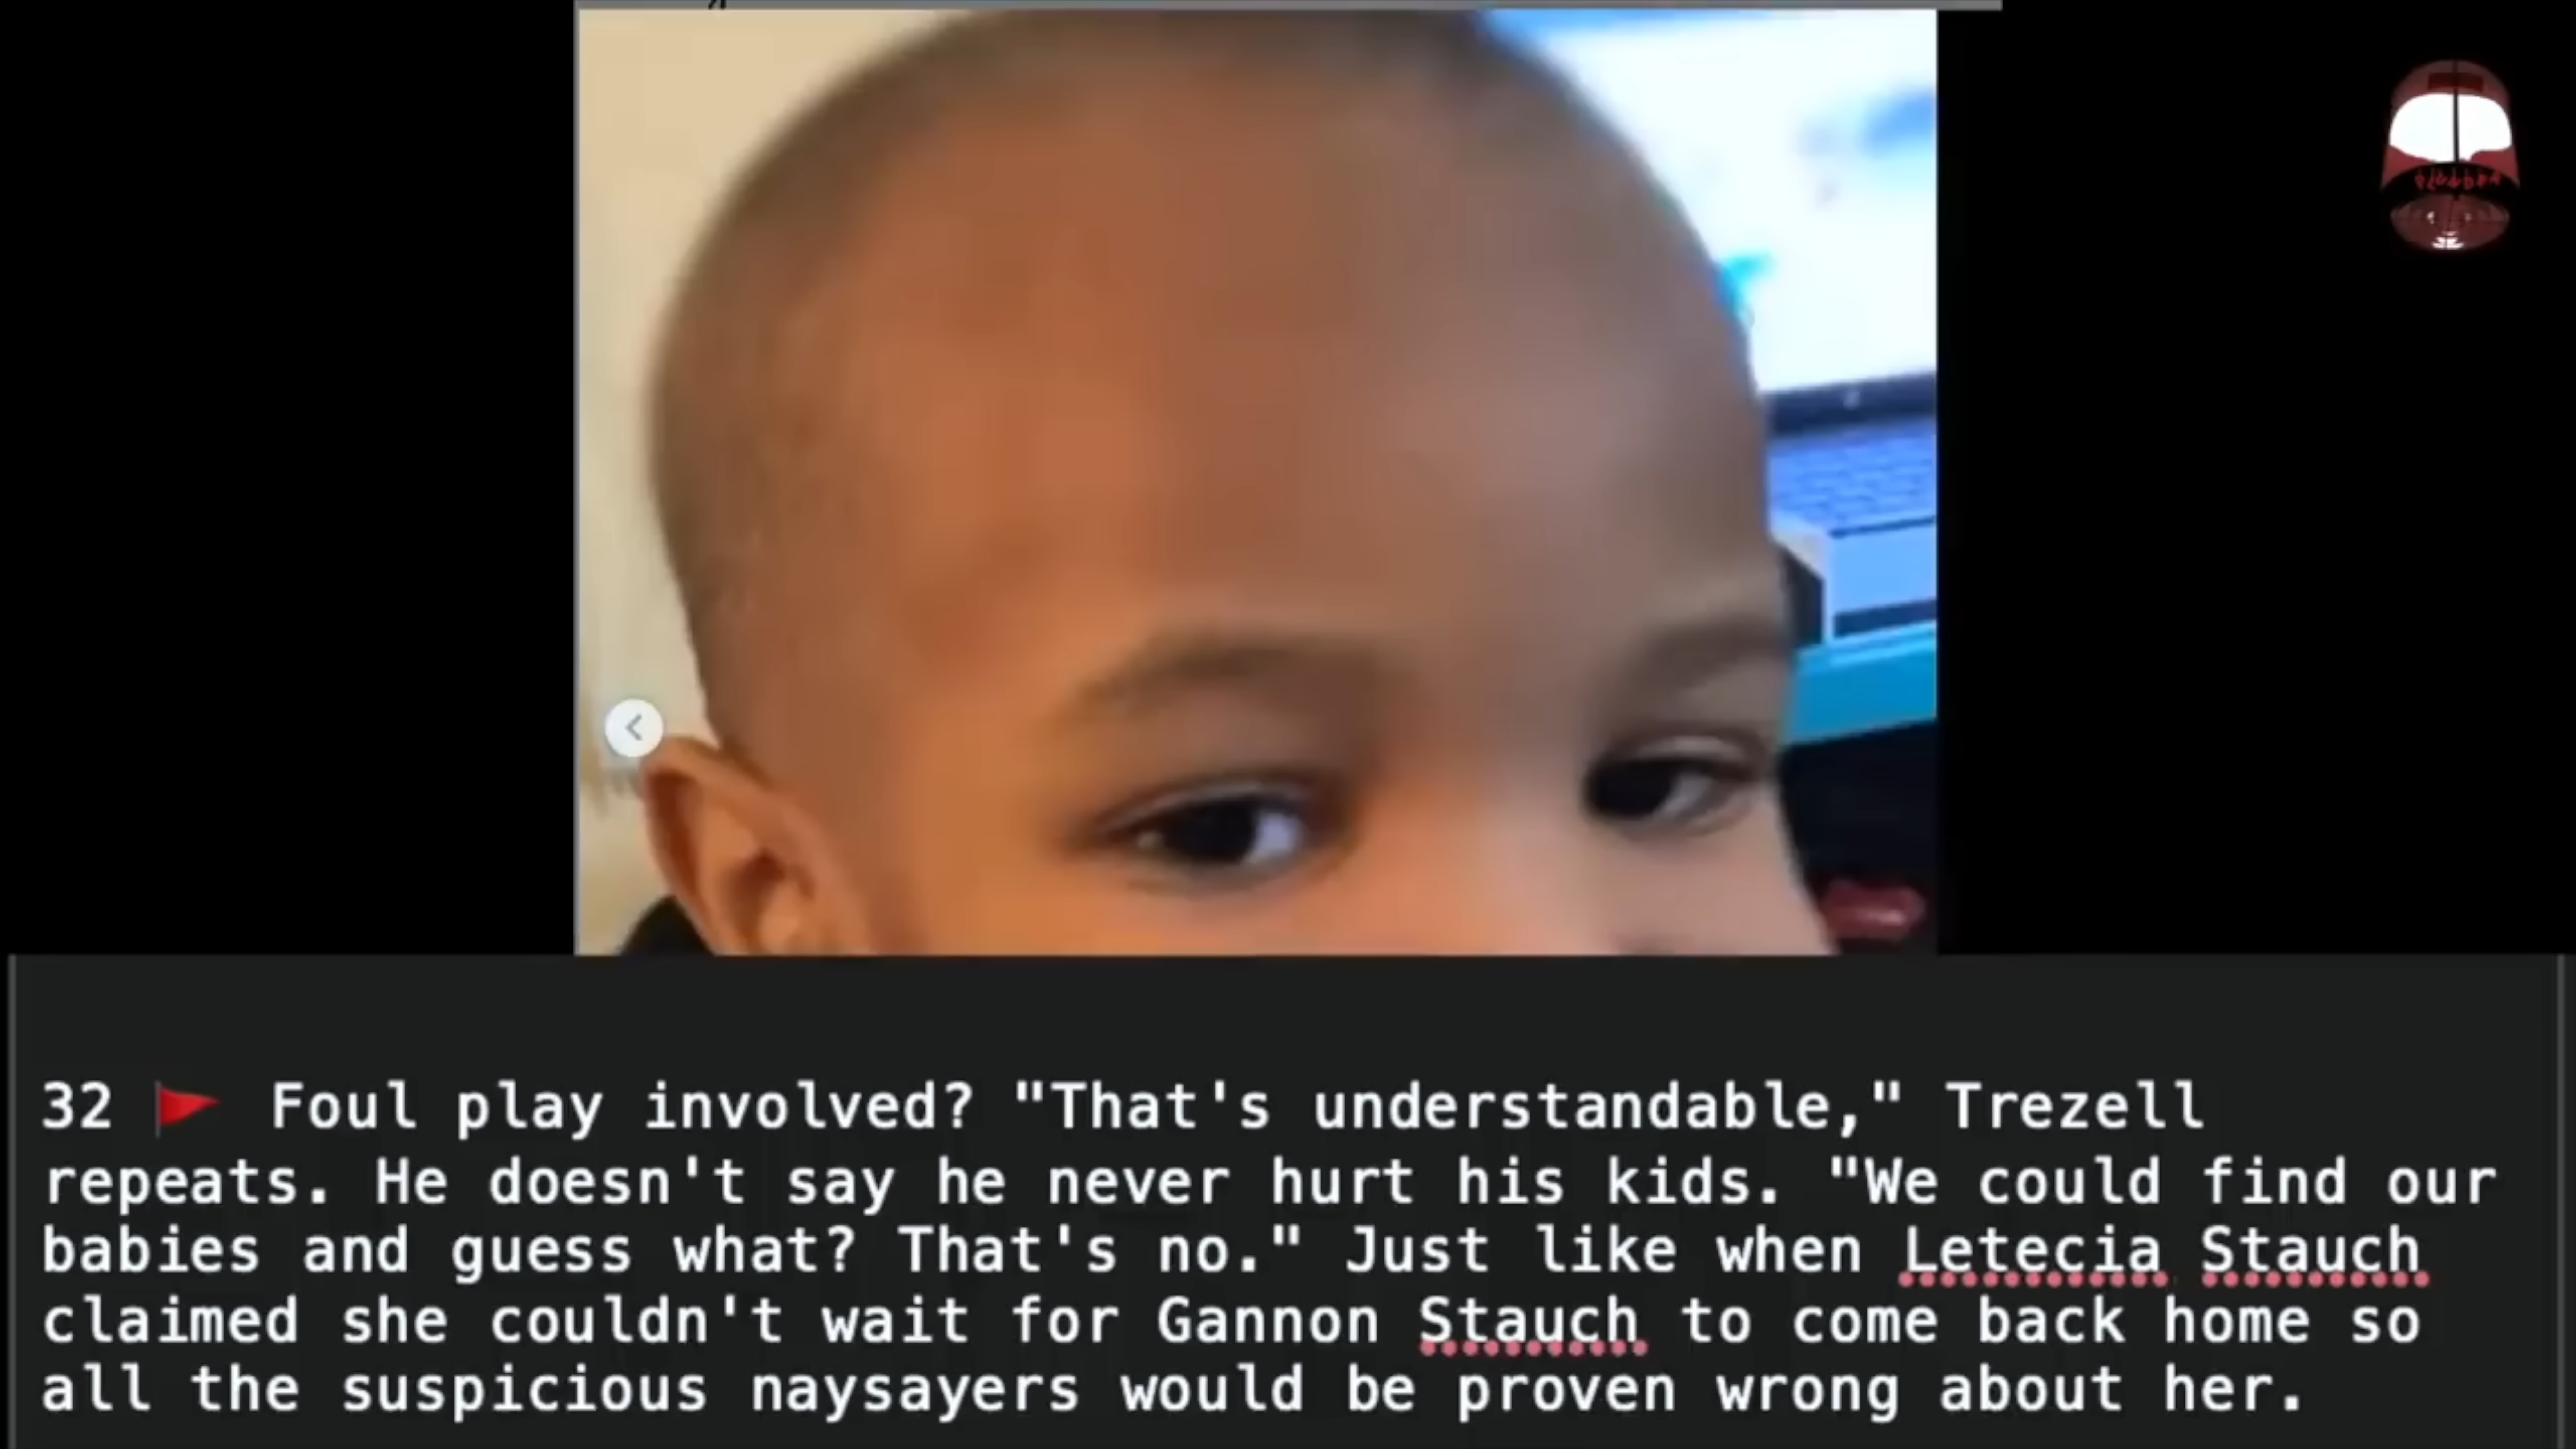 32 🚩 Foul play involved? "That's understandable," Trezell
repeats. He doesn't say he never hurt his kids. "We could find our
babies and guess what? That's no." Just like when Letecia Stauch
claimed she couldn't wait for Gannon Stauch to come back home so
all the suspicious naysayers would be proven wrong about her.